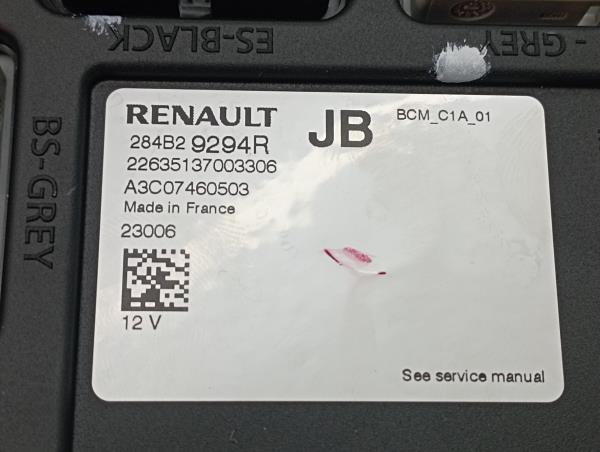 ES-BLACK
- GREY
BS-GREY
RENAULT
JB
BCM_C1A_01
284B2 9294R
22635137003306
A3C07460503
Made in France
23006
12 V
See service manual